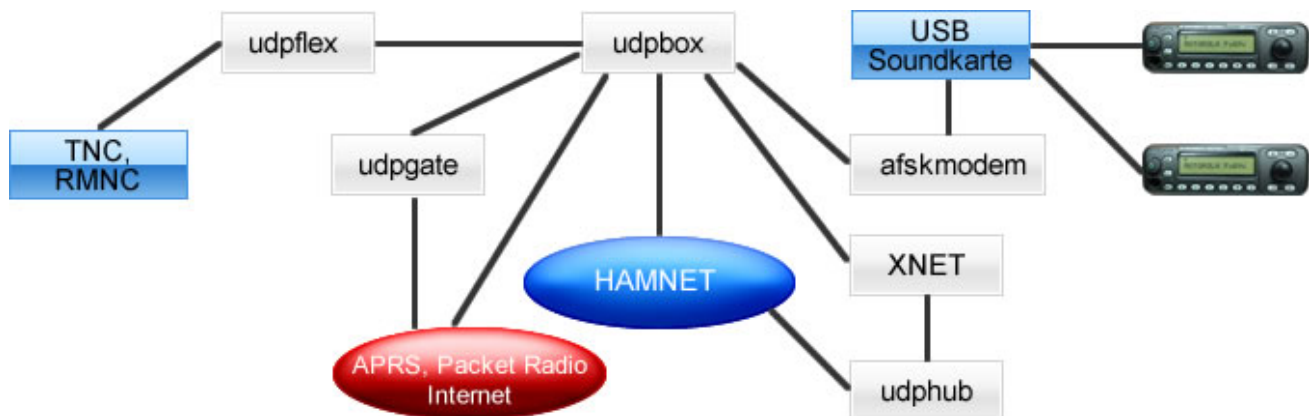 udpflex
udpbox
USB
Soundkarte
TNC,
RMNC
udpgate
afskmodem
HAMNET
XNET
APRS, Packet Radio
Internet
udphub